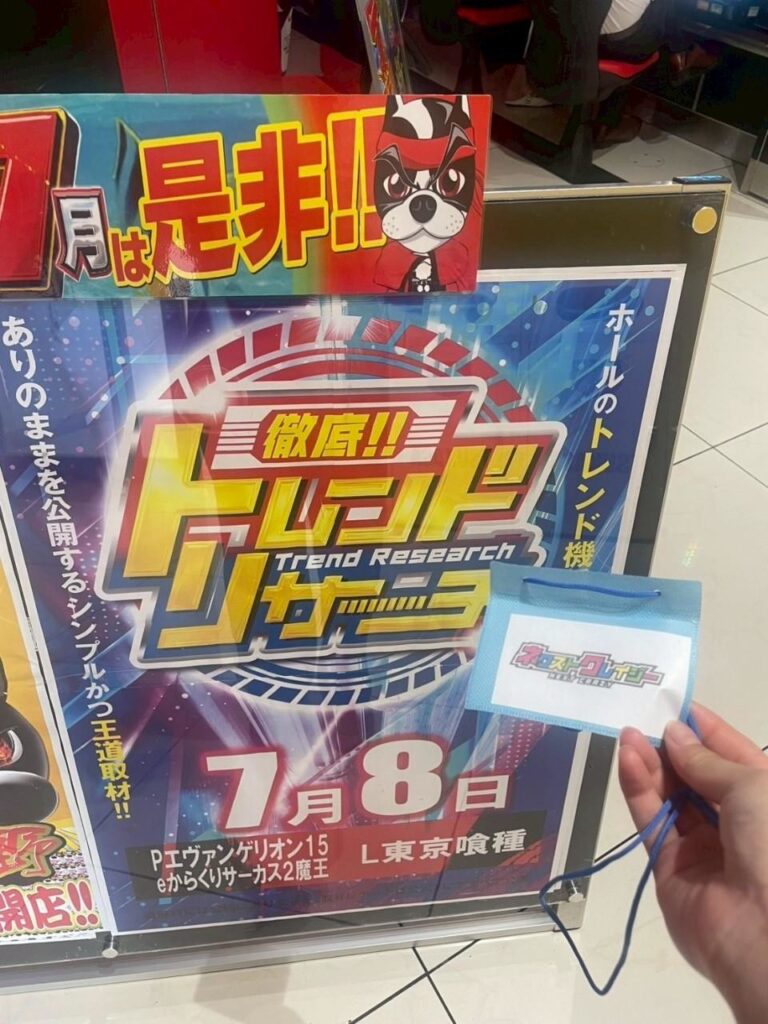 7月は是非!!
ホールのトレンド機
ありのままを公開するシンプルかつ王道取材!!
徹底!!
トレンド
Trend Research
リサーチ
ネクストクレイジー
NEXT CRAZY
7月8日
Pエヴァンゲリオン15
eからくりサーカス2魔王
L東京喰種
野
開店!!